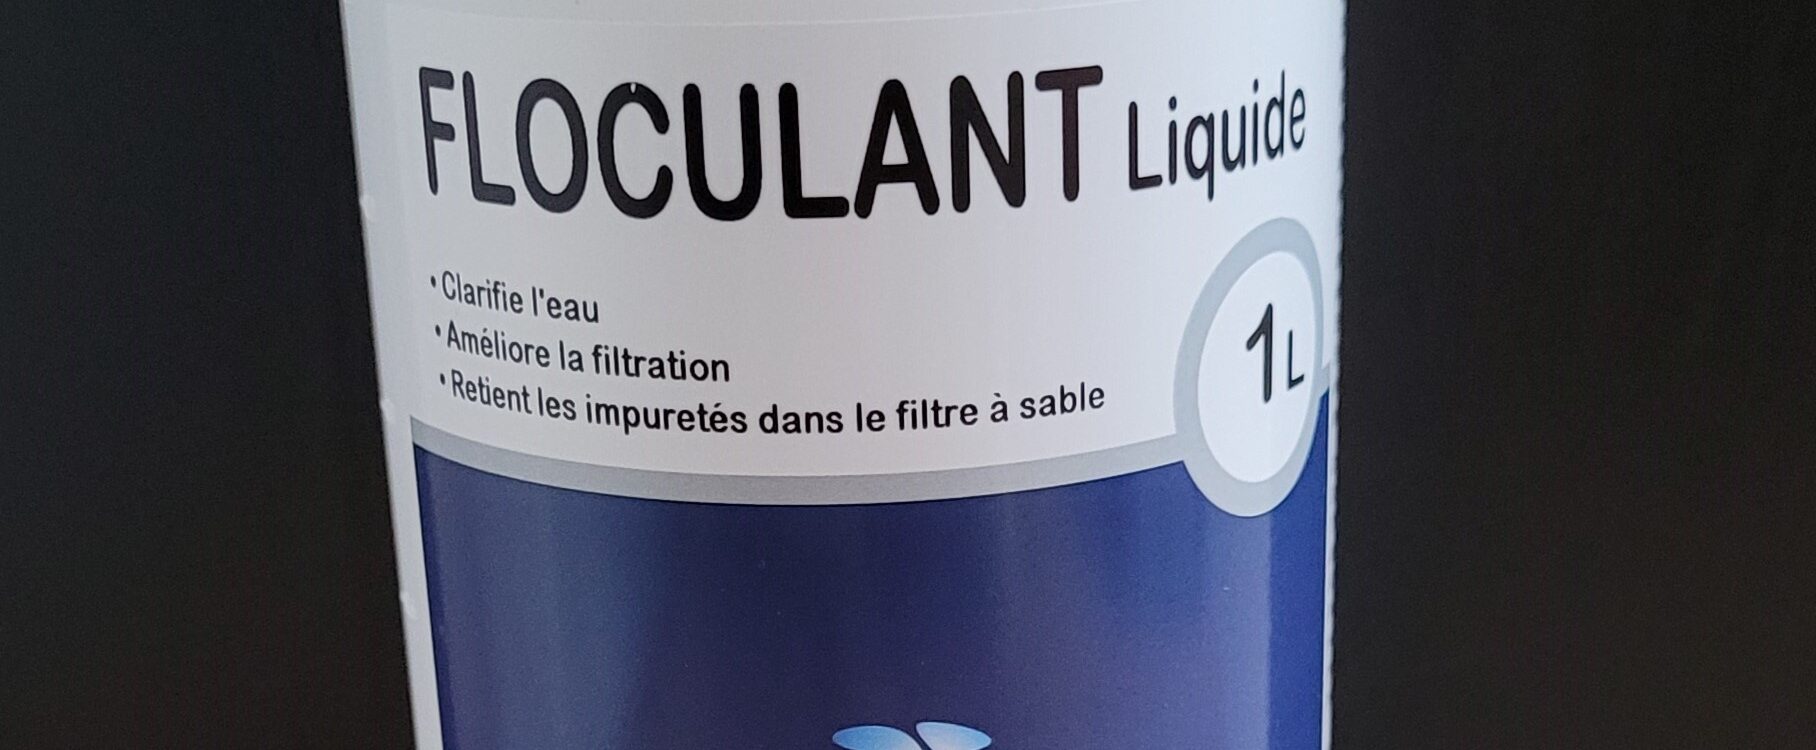 FLOCULANT Liquide
• Clarifie l'eau
• Améliore la filtration
• Retient les impuretés dans le filtre à sable
1L